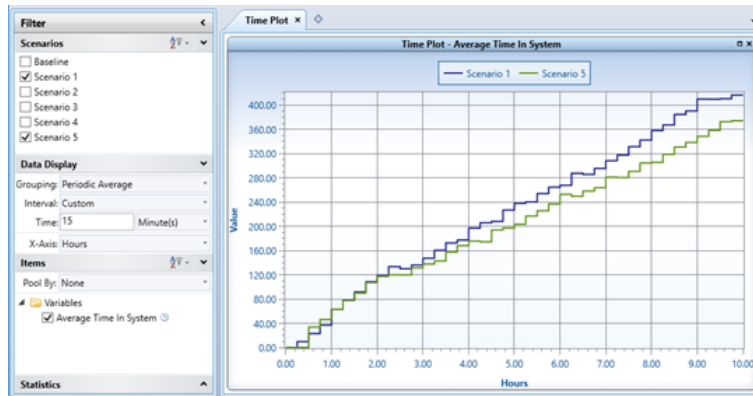 Filter
Scenarios
Baseline
Scenario 1
Scenario 2
Scenario 3
Scenario 4
Scenario 5
Data Display
Grouping: Periodic Average
Interval: Custom
Time: 15 Minute(s)
X-Axis: Hours
Items
Pool By: None
Variables
Average Time In System
Statistics
Time Plot
Time Plot - Average Time In System
Scenario 1 Scenario 5
Value
400.00
360.00
320.00
280.00
240.00
200.00
160.00
120.00
80.00
40.00
0.00
0.00 1.00 2.00 3.00 4.00 5.00 6.00 7.00 8.00 9.00 10.00
Hours